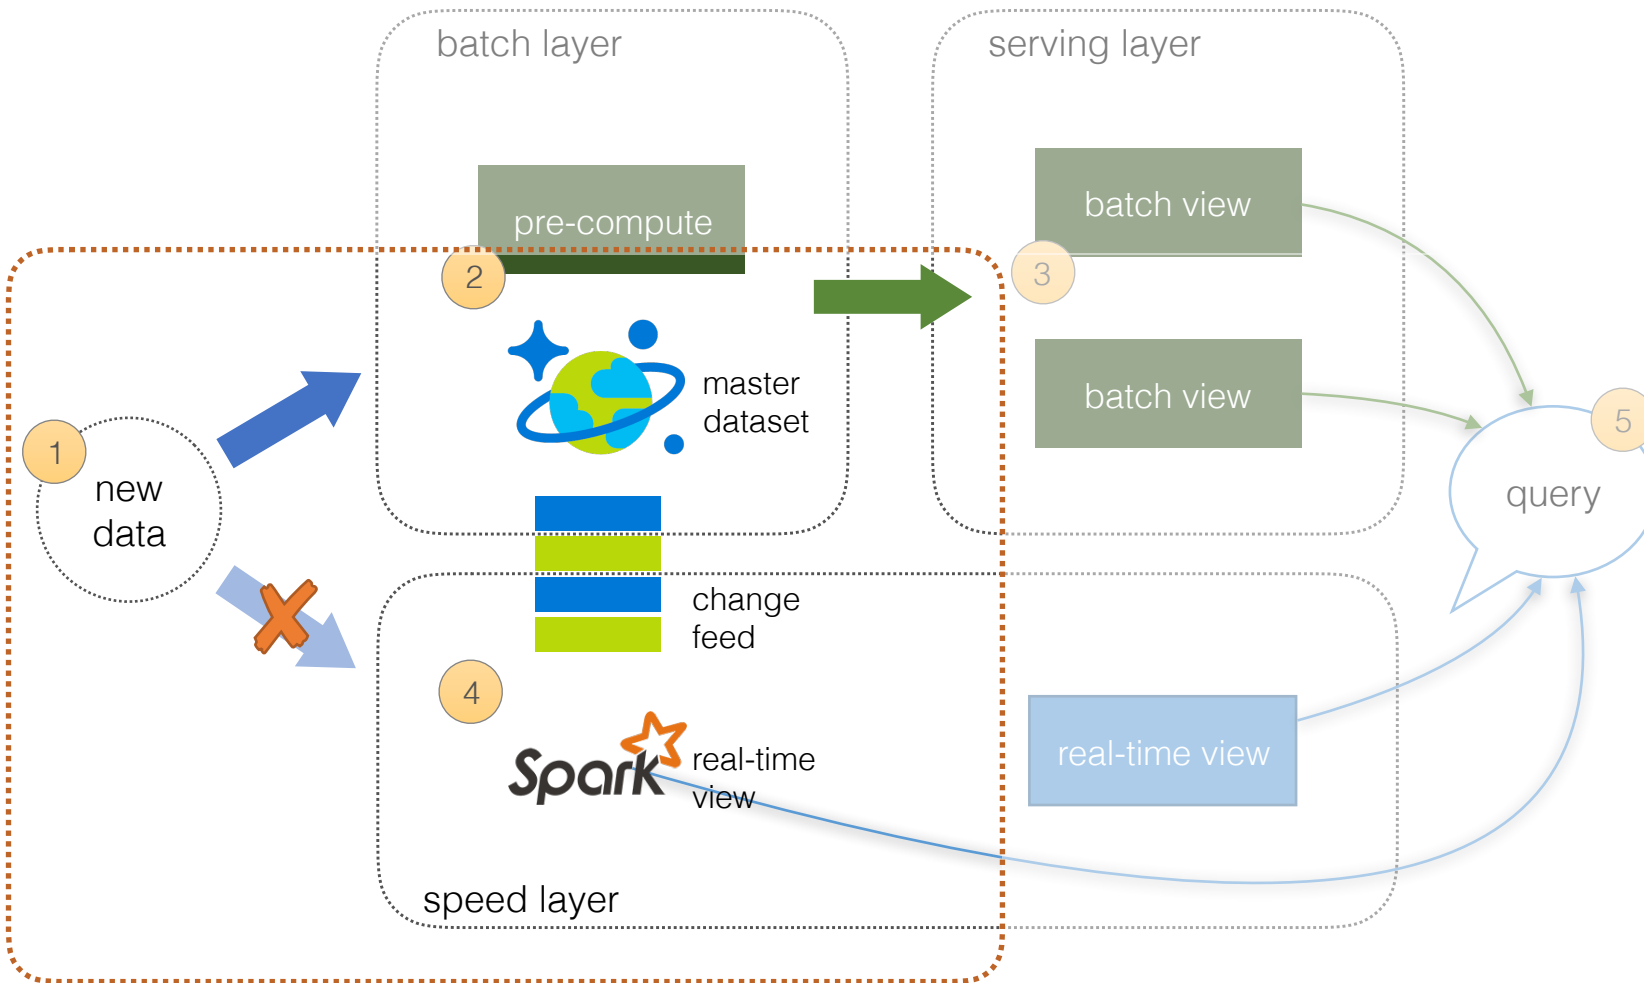 batch layer
serving layer
pre-compute
batch view
2
3
master
dataset
batch view
1
new
data
5
query
change
feed
4
Spark
real-time
view
real-time view
speed layer